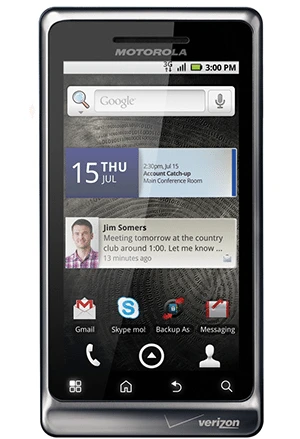 MOTOROLA
3G 3:00 PM
Google
15 THU
JUL
2:30pm, Jul 15
Account Catch-up
Main Conference Room
Jim Somers
Meeting tomorrow at the country
club around 1:00. Let me know ...
13 minutes ago
Gmail Skype mol Backup As Messaging
verizon